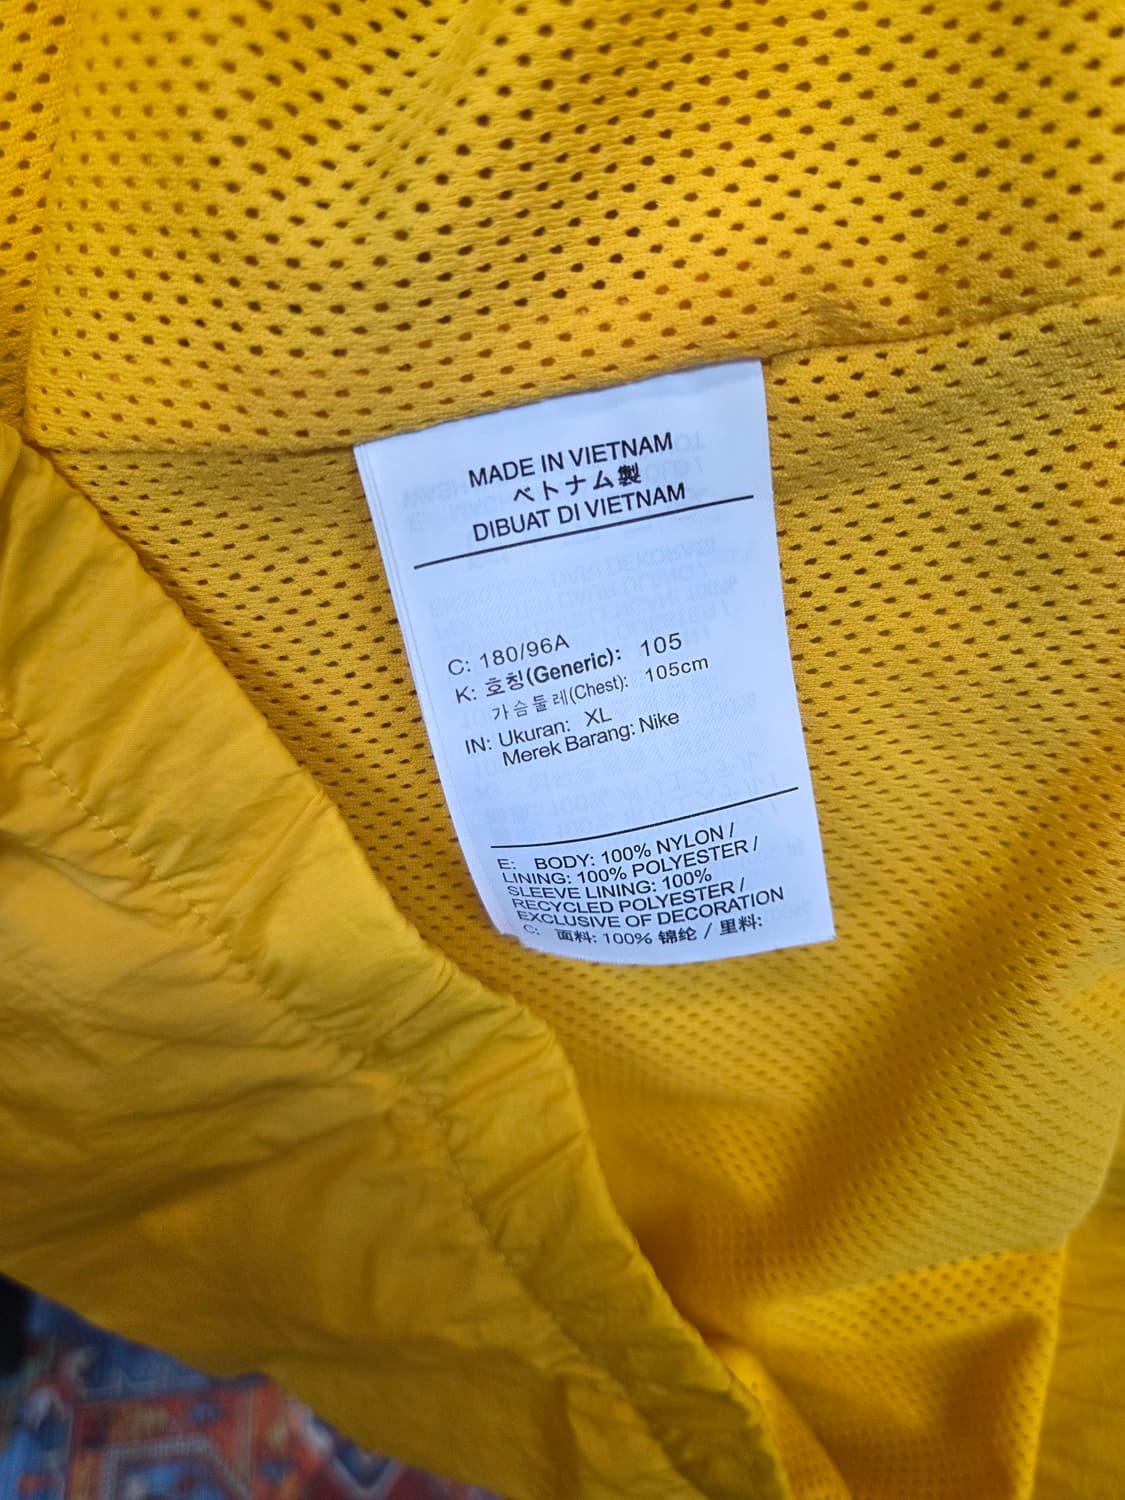 MADE IN VIETNAM
ベトナム製
DIBUAT DI VIETNAM
C: 180/96A
K: 호칭(Generic): 105
가슴둘레(Chest): 105cm
IN: Ukuran: XL
Merek Barang: Nike
E: BODY: 100% NYLON /
LINING: 100% POLYESTER /
SLEEVE LINING: 100%
RECYCLED POLYESTER /
EXCLUSIVE OF DECORATION
C: 面料: 100% 锦纶 / 里料: